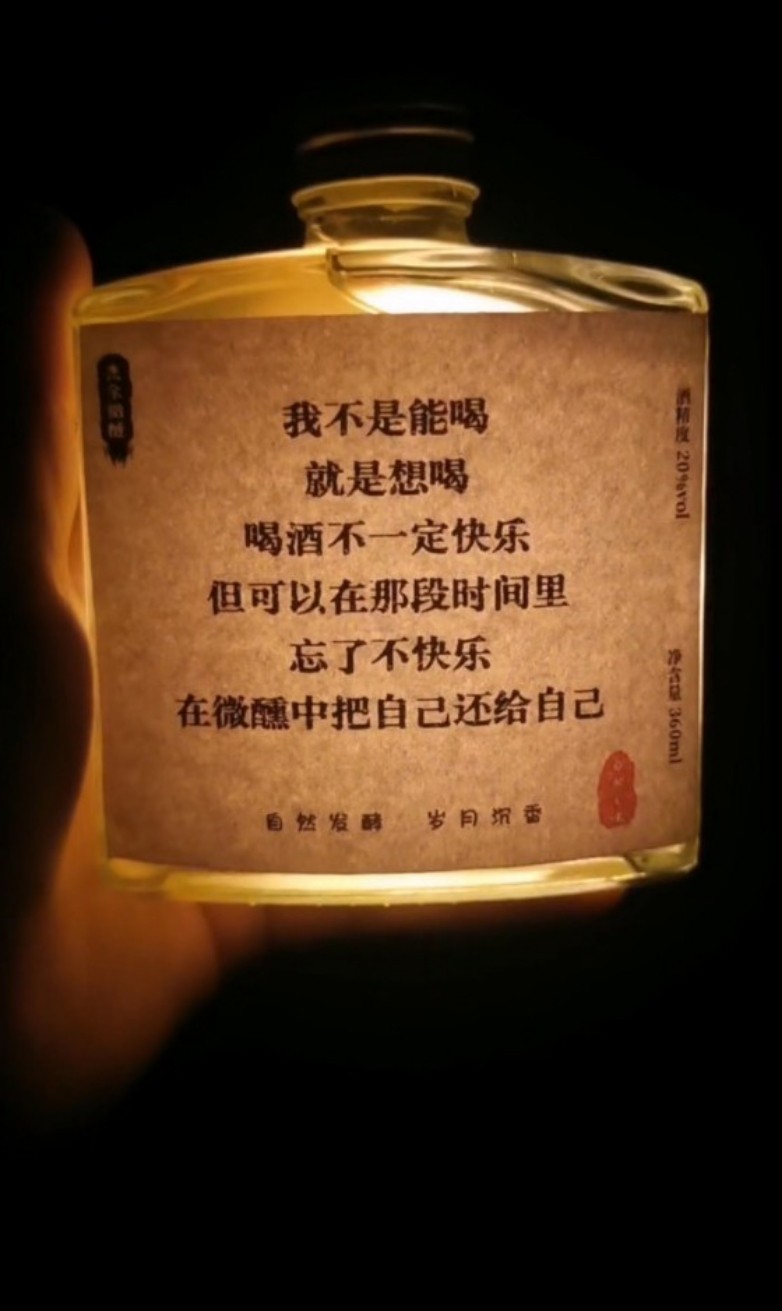 我不是能喝
就是想喝
喝酒不一定快乐
但可以在那段时间里
忘了不快乐
在微醺中把自己还给自己
自然发酵 岁月沉香
酒精度 20%vol
净含量 360ml